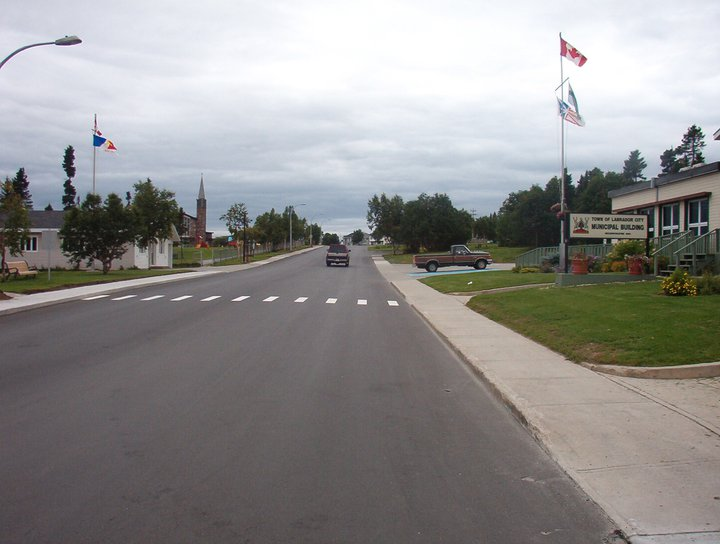 TOWN OF LABRADOR CITY
MUNICIPAL BUILDING